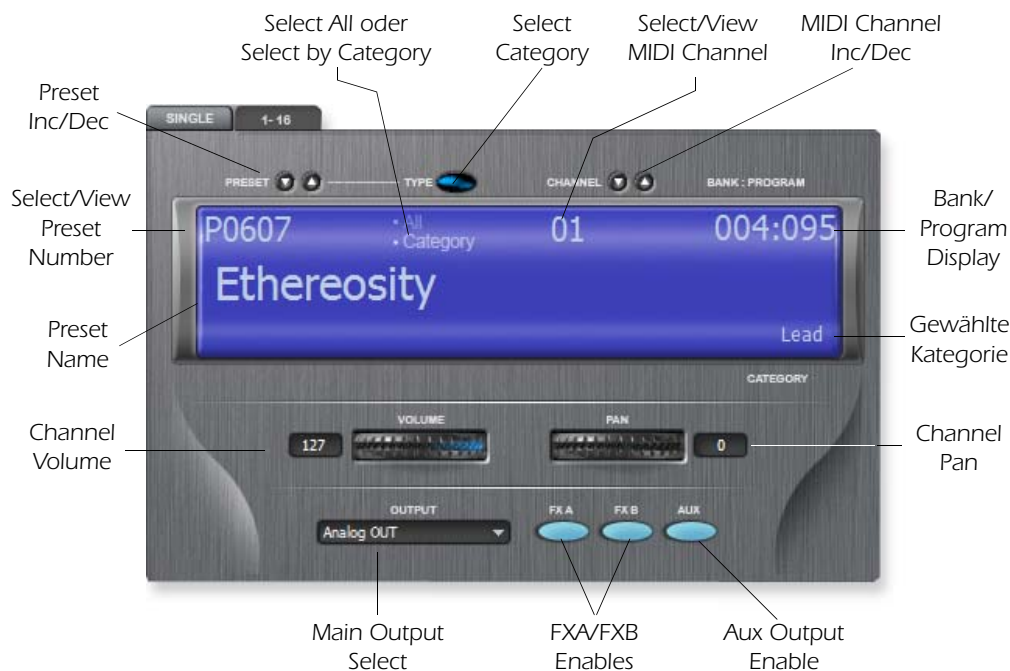 Select All oder
Select by Category
Select
Category
Select/View
MIDI Channel
MIDI Channel
Inc/Dec
Preset
Inc/Dec
SINGLE
1-16
PRESET
TYPE
CHANNEL
BANK : PROGRAM
Select/View
Preset
Number
P0607
• All
• Category
01
004:095
Bank/
Program
Display
Ethereosity
Preset
Name
Lead
Gewählte
Kategorie
CATEGORY
VOLUME
PAN
Channel
Volume
127
0
Channel
Pan
OUTPUT
FX A
FX B
AUX
Analog OUT
Main Output
Select
FXA/FXB
Enables
Aux Output
Enable